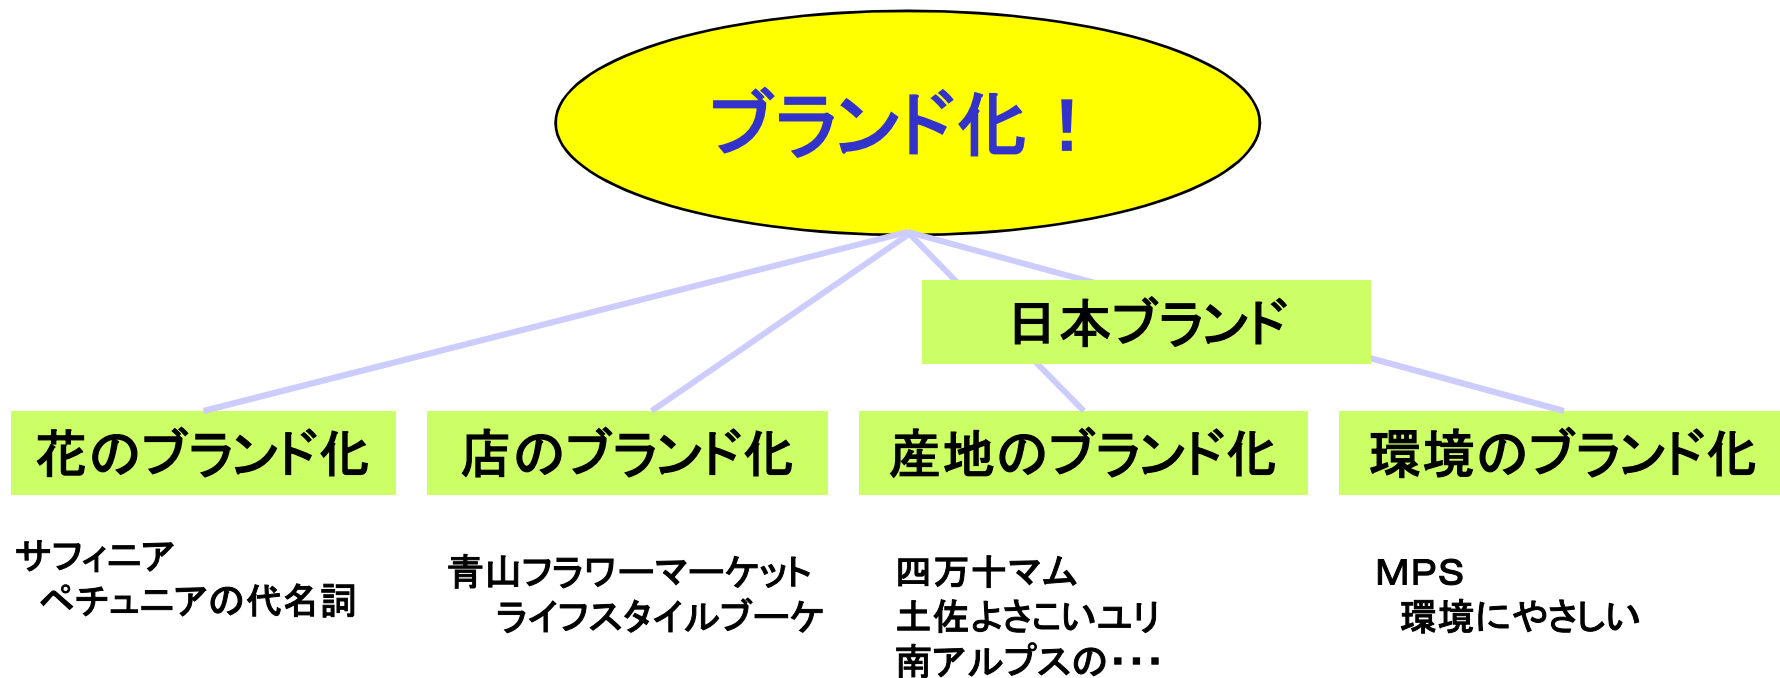 ブランド化！
日本ブランド
花のブランド化
店のブランド化
産地のブランド化
環境のブランド化
サフィニア
ペチュニアの代名詞
青山フラワーマーケット
ライフスタイルブーケ
四万十マム
土佐よさこいユリ
南アルプスの・・・
ＭＰＳ
環境にやさしい